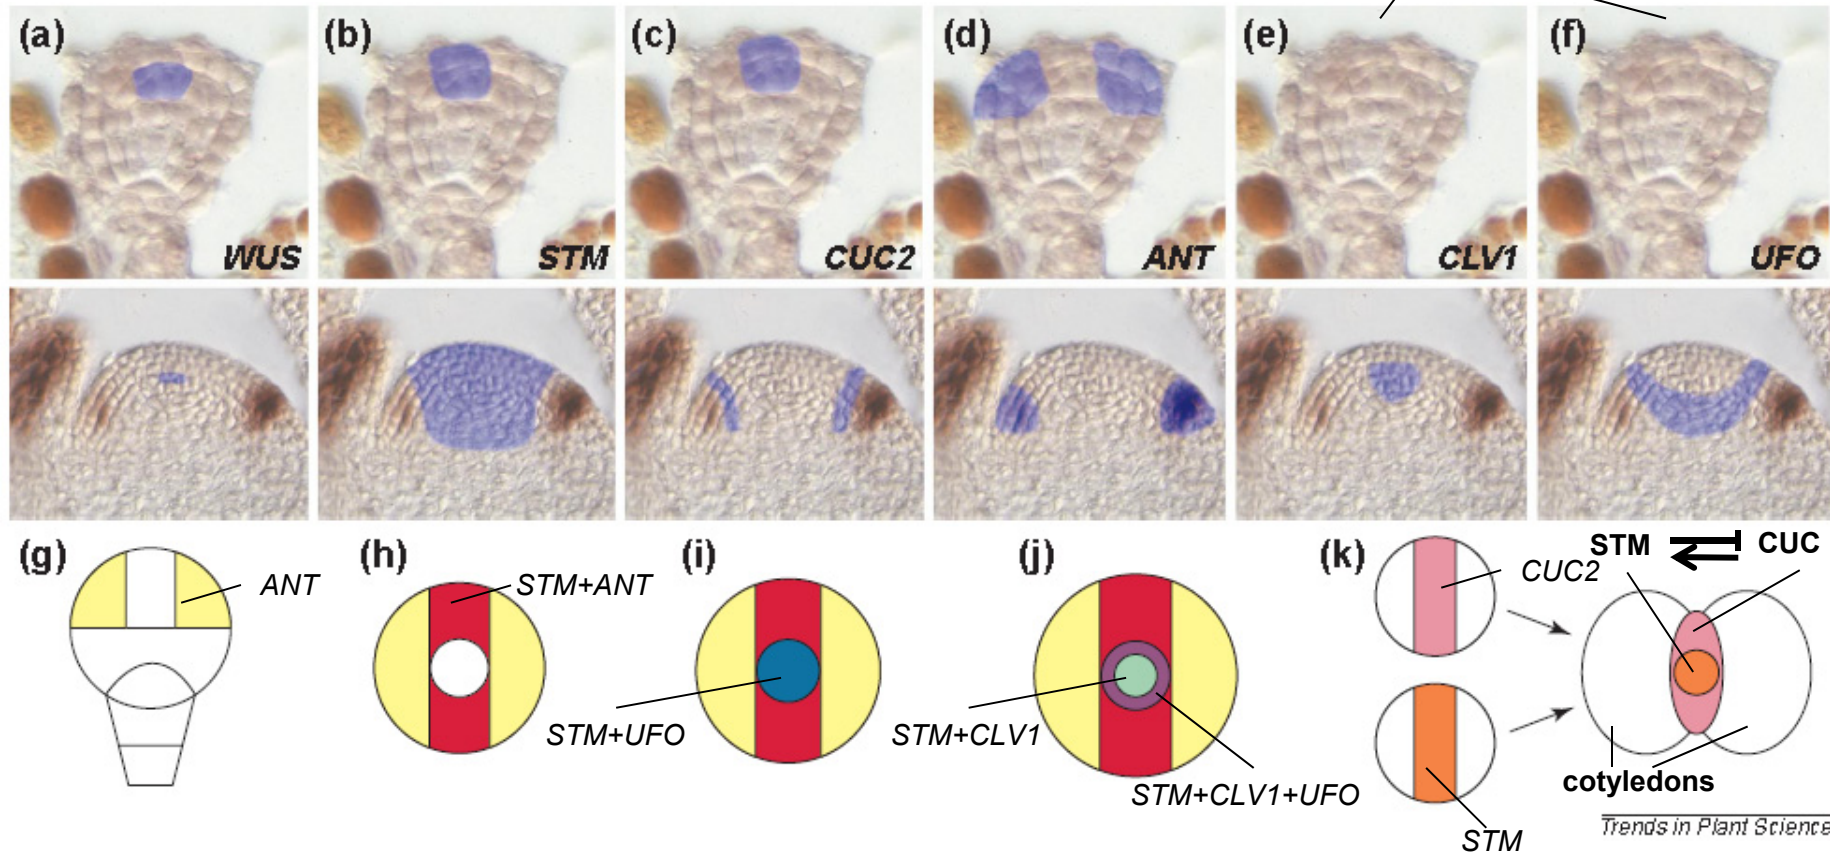 (a) (b) (c) (d) (e) (f)
WUS STM CUC2 ANT CLV1 UFO
(g) (h) (i) (j) (k)
STM CUC
ANT STM+ANT CUC2
STM+UFO STM+CLV1
STM+CLV1+UFO
cotyledons
STM
Trends in Plant Science